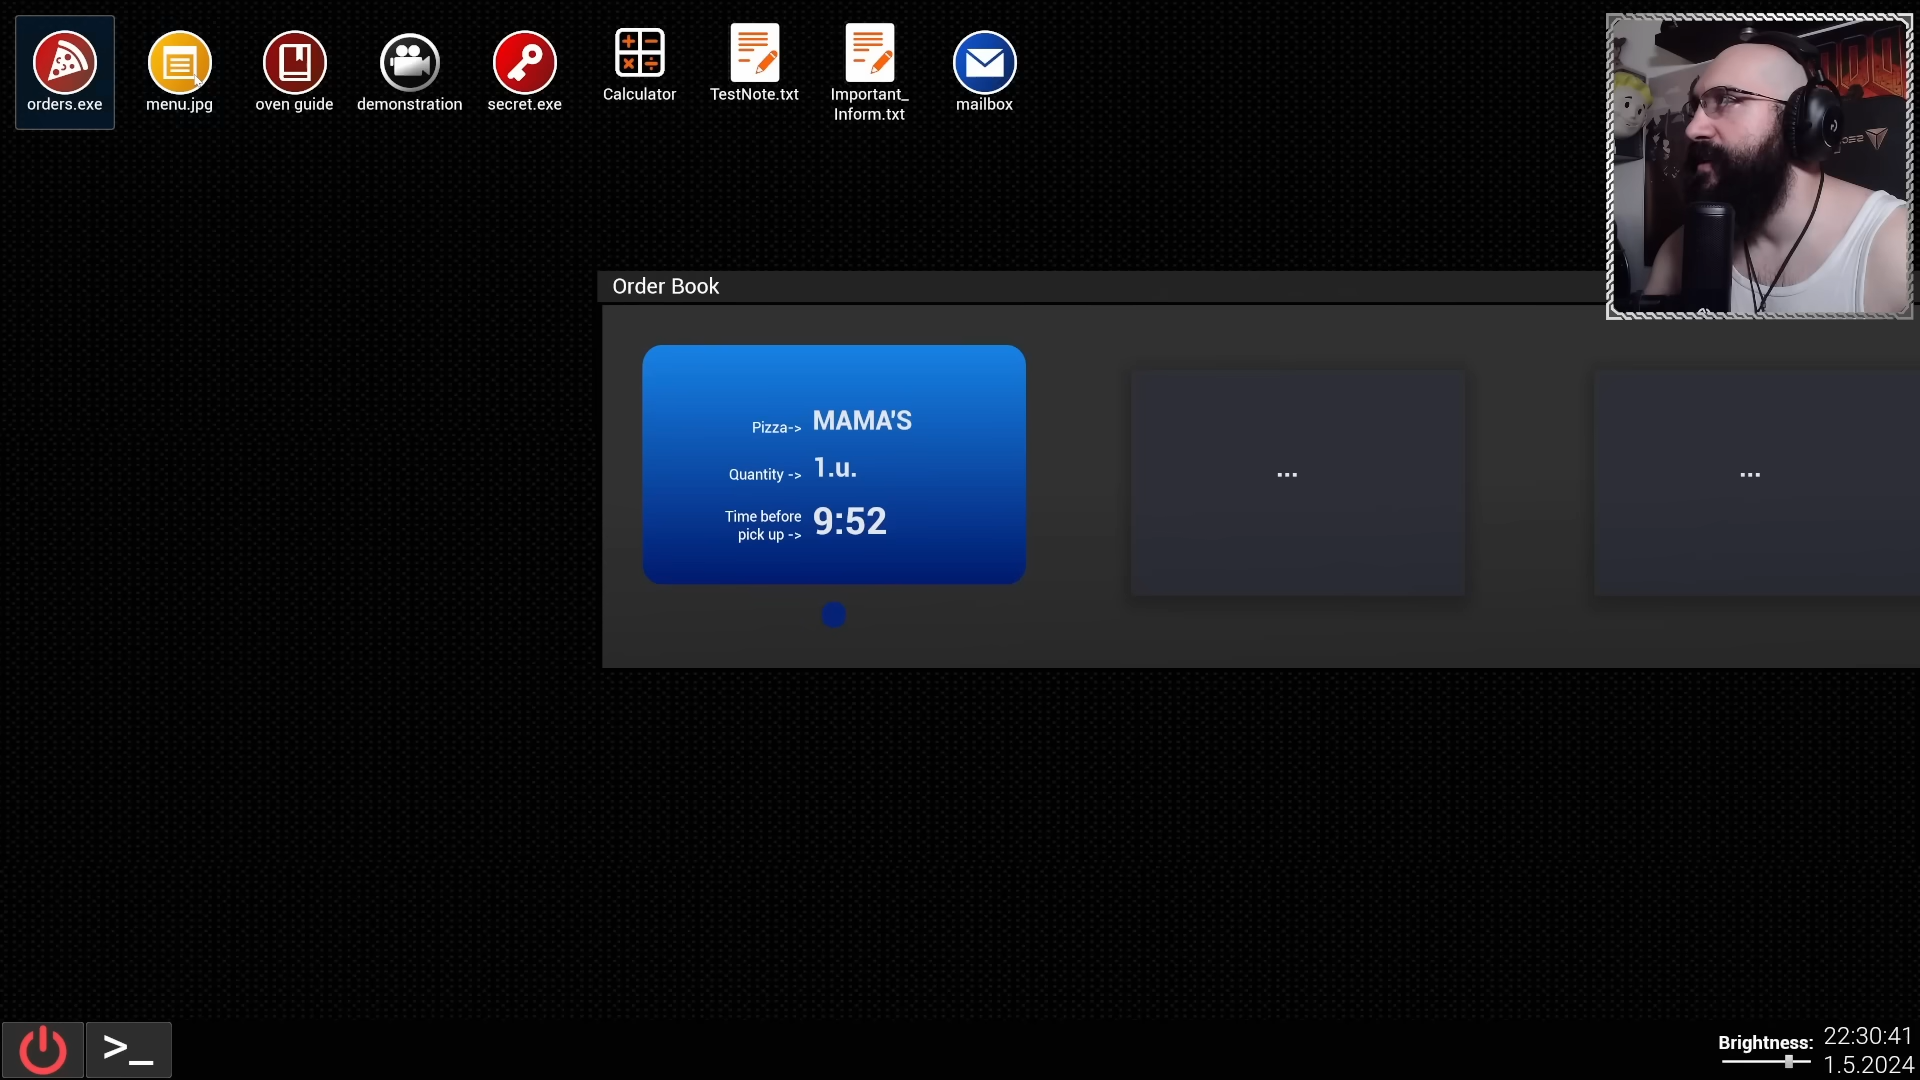 orders.exe
menu.jpg
oven guide
demonstration
secret.exe
Calculator
TestNote.txt
Important_
Inform.txt
mailbox
Order Book
Pizza-> MAMA'S
Quantity -> 1.u.
Time before
pick up -> 9:52
...
...
>_
Brightness:
22:30:41
1.5.2024